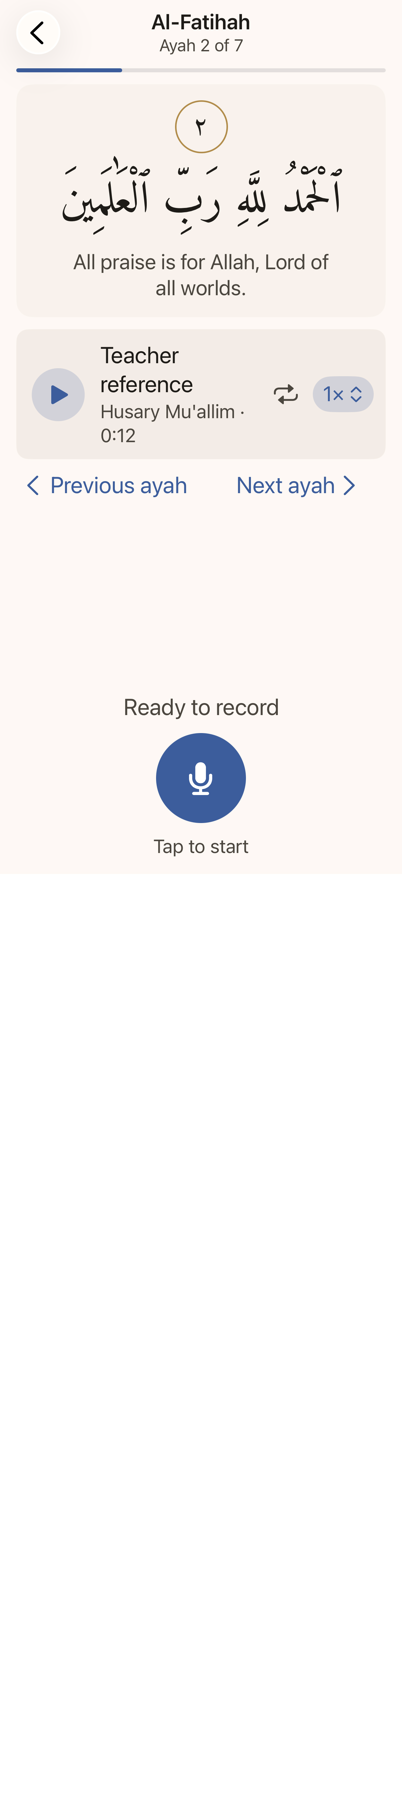 Al-Fatihah
Ayah 2 of 7
٢
ٱلْحَمْدُ لِلَّهِ رَبِّ ٱلْعَٰلَمِينَ
All praise is for Allah, Lord of
all worlds.
Teacher
reference
Husary Mu'allim ·
0:12
1×
Previous ayah
Next ayah
Ready to record
Tap to start